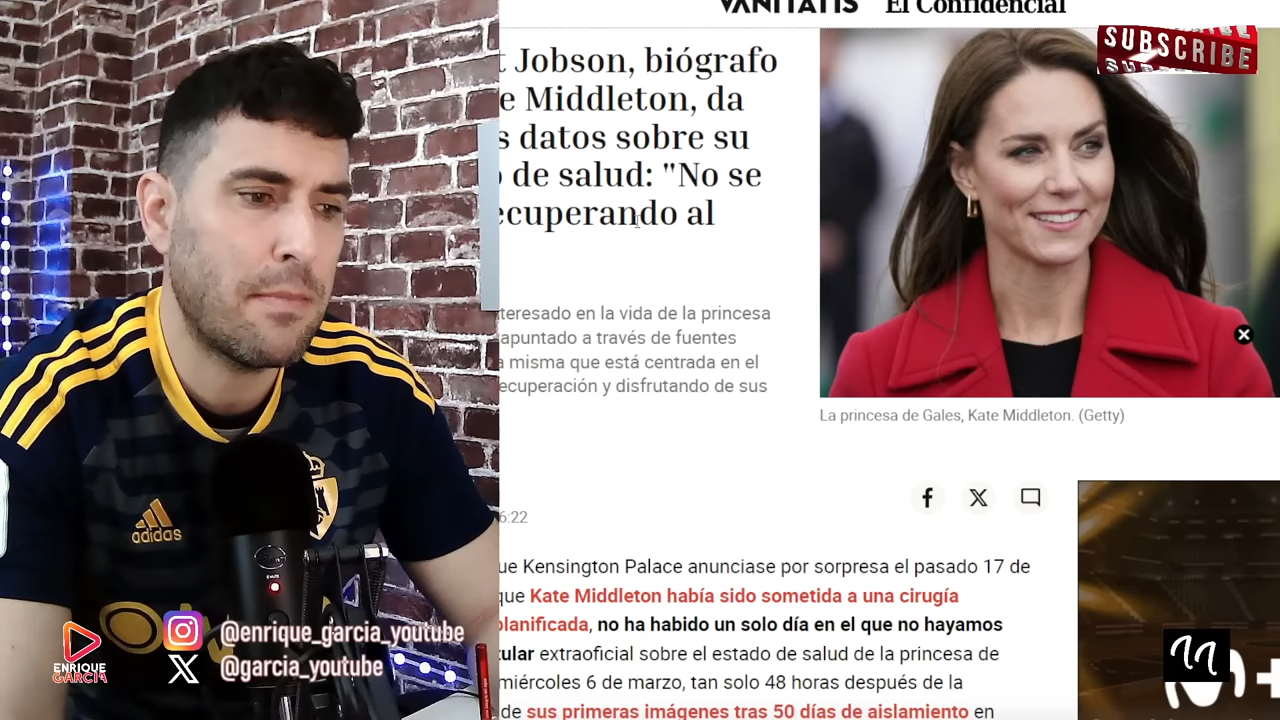 VANITATIS El Confidencial
SUBSCRIBE
t Jobson, biógrafo
e Middleton, da
s datos sobre su
de salud: "No se
ecuperando al
teresado en la vida de la princesa
apuntado a través de fuentes
a misma que está centrada en el
ecuperación y disfrutando de sus
La princesa de Gales, Kate Middleton. (Getty)
6:22
ue Kensington Palace anunciase por sorpresa el pasado 17 de
que Kate Middleton había sido sometida a una cirugía
planificada, no ha habido un solo día en el que no hayamos
tular extraoficial sobre el estado de salud de la princesa de
miércoles 6 de marzo, tan solo 48 horas después de la
de sus primeras imágenes tras 50 días de aislamiento en
adidas
@enrique_garcia_youtube
@garcia_youtube
ENRIQUE
GARCIA